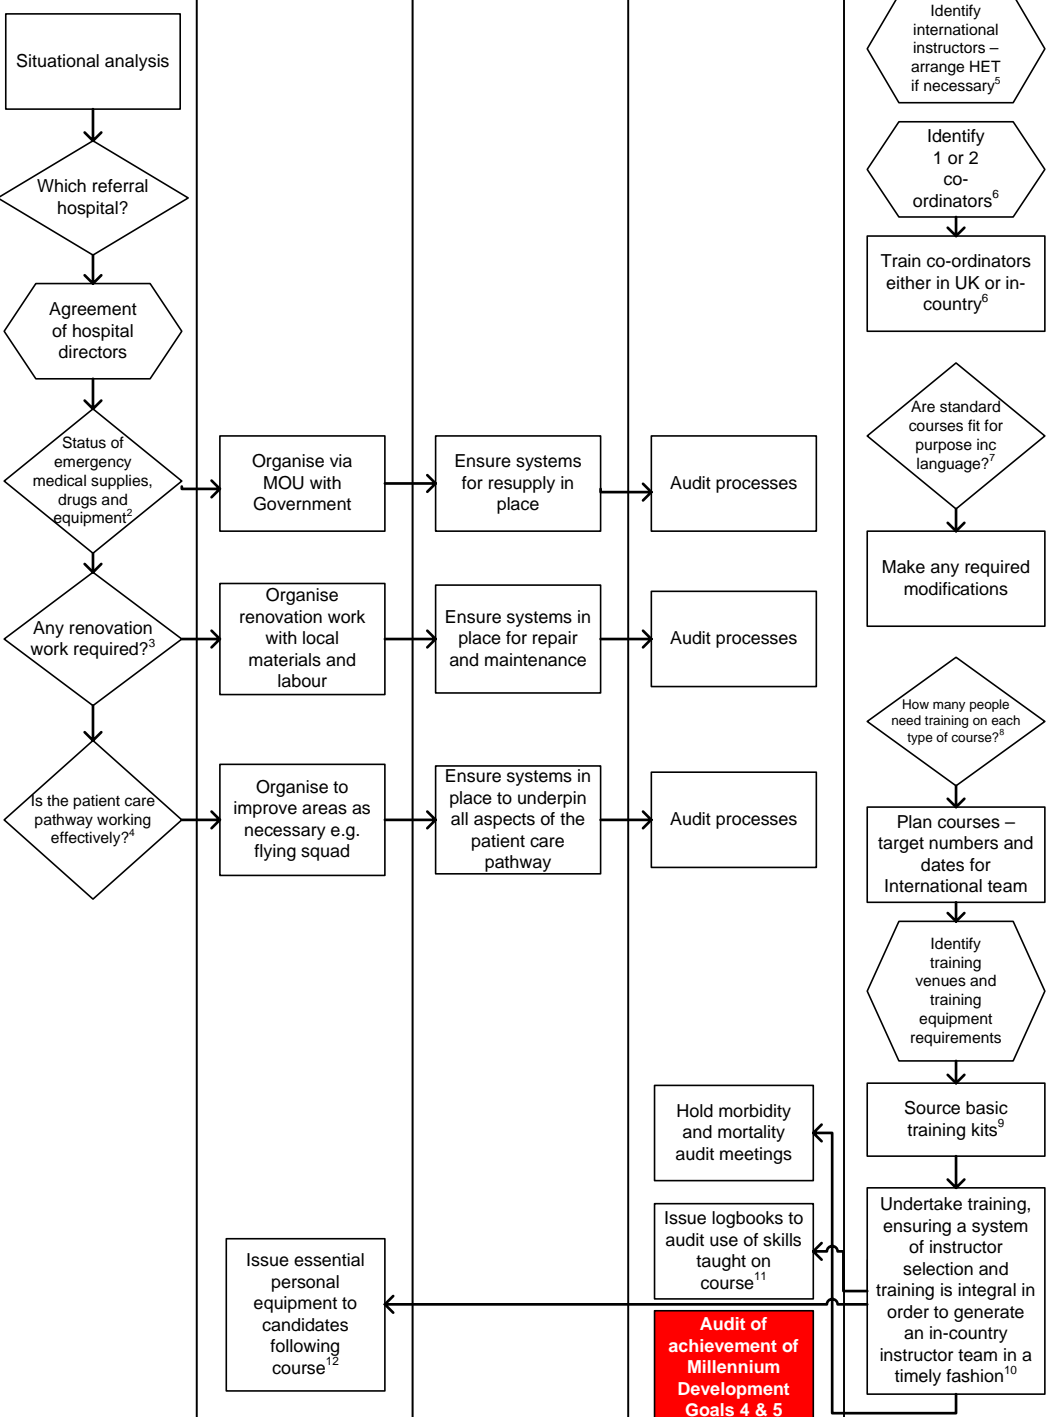 Situational analysis
Which referral
hospital?
Agreement
of hospital
directors
Status of
emergency
medical supplies,
drugs and
equipment2
Organise via
MOU with
Government
Ensure systems
for resupply in
place
Audit processes
Any renovation
work required?3
Organise
renovation work
with local
materials and
labour
Ensure systems in
place for repair
and maintenance
Audit processes
Is the patient care
pathway working
effectively?4
Organise to
improve areas as
necessary e.g.
flying squad
Ensure systems in
place to underpin
all aspects of the
patient care
pathway
Audit processes
Identify
international
instructors –
arrange HET
if necessary5
Identify
1 or 2
co-
ordinators6
Train co-ordinators
either in UK or in-
country6
Are standard
courses fit for
purpose inc
language?7
Make any required
modifications
How many people
need training on each
type of course?8
Plan courses –
target numbers and
dates for
International team
Identify
training
venues and
training
equipment
requirements
Source basic
training kits9
Undertake training,
ensuring a system
of instructor
selection and
training is integral in
order to generate
an in-country
instructor team in a
timely fashion10
Hold morbidity
and mortality
audit meetings
Issue logbooks to
audit use of skills
taught on
course11
Issue essential
personal
equipment to
candidates
following
course12
Audit of
achievement of
Millennium
Development
Goals 4 & 5